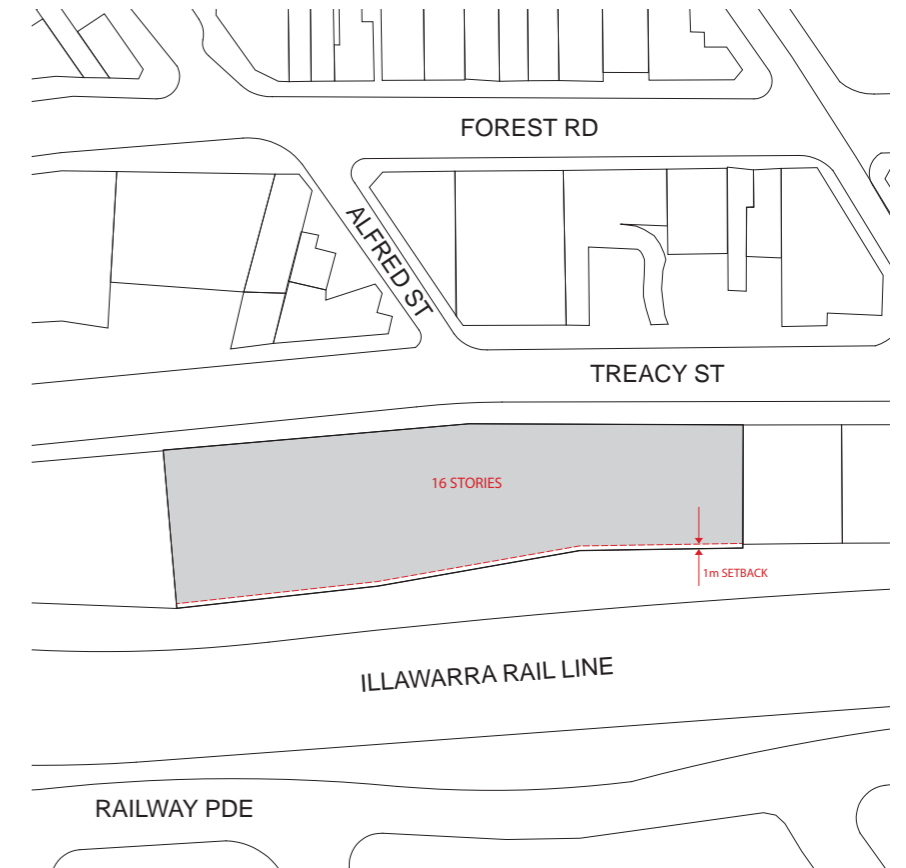 FOREST RD
ALFRED ST
TREACY ST
16 STORIES
1m SETBACK
ILLAWARRA RAIL LINE
RAILWAY PDE